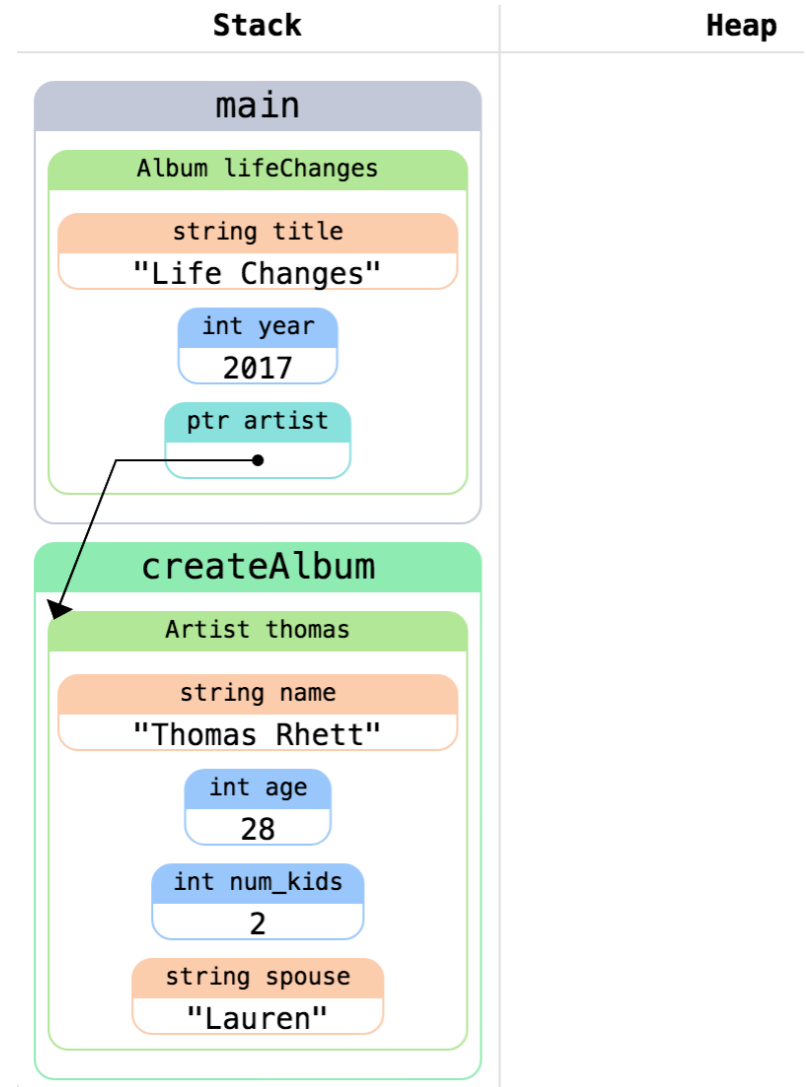 Stack Heap
main
Album lifeChanges
string title
"Life Changes"
int year
2017
ptr artist
createAlbum
Artist thomas
string name
"Thomas Rhett"
int age
28
int num_kids
2
string spouse
"Lauren"